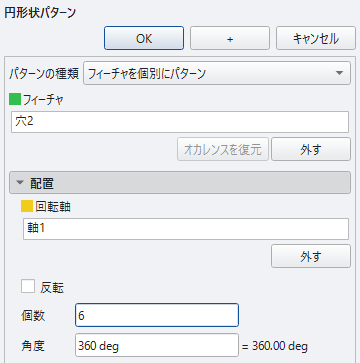 円形状パターン
OK + キャンセル
パターンの種類 フィーチャを個別にパターン
フィーチャ
穴2
オカレンスを復元 外す
配置
回転軸
軸1
外す
反転
個数 6
角度 360 deg = 360.00 deg